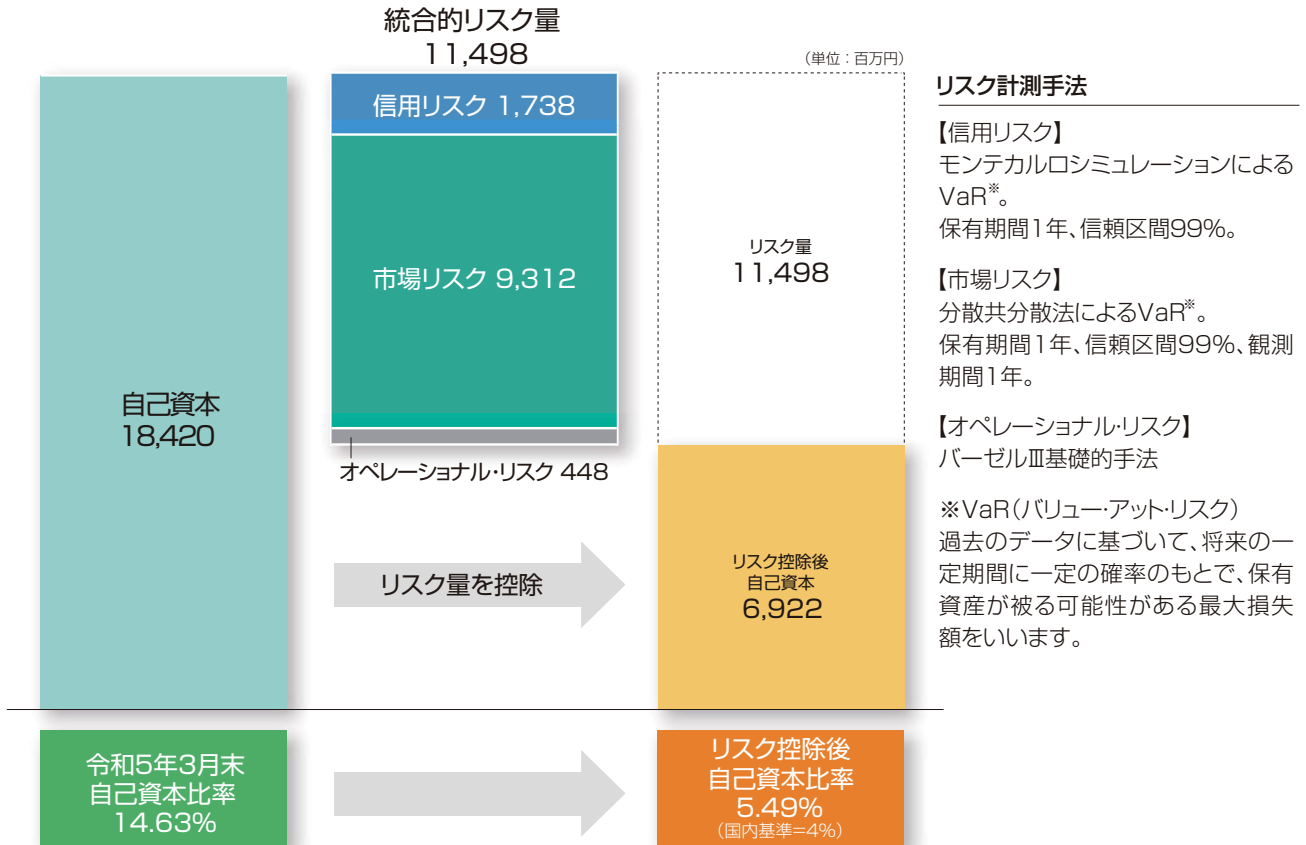 統合的リスク量
11,498
（単位：百万円）
信用リスク 1,738
市場リスク 9,312
オペレーショナル・リスク 448
自己資本
18,420
リスク量
11,498
リスク量を控除
リスク控除後
自己資本
6,922
令和5年3月末
自己資本比率
14.63%
リスク控除後
自己資本比率
5.49%
（国内基準=4%）
リスク計測手法
【信用リスク】
モンテカルロシミュレーションによる
VaR※。
保有期間1年、信頼区間99%。
【市場リスク】
分散共分散法によるVaR※。
保有期間1年、信頼区間99%、観測
期間1年。
【オペレーショナル・リスク】
バーゼルⅢ基礎的手法
※VaR（バリュー・アット・リスク）
過去のデータに基づいて、将来の一
定期間に一定の確率のもとで、保有
資産が被る可能性がある最大損失
額をいいます。